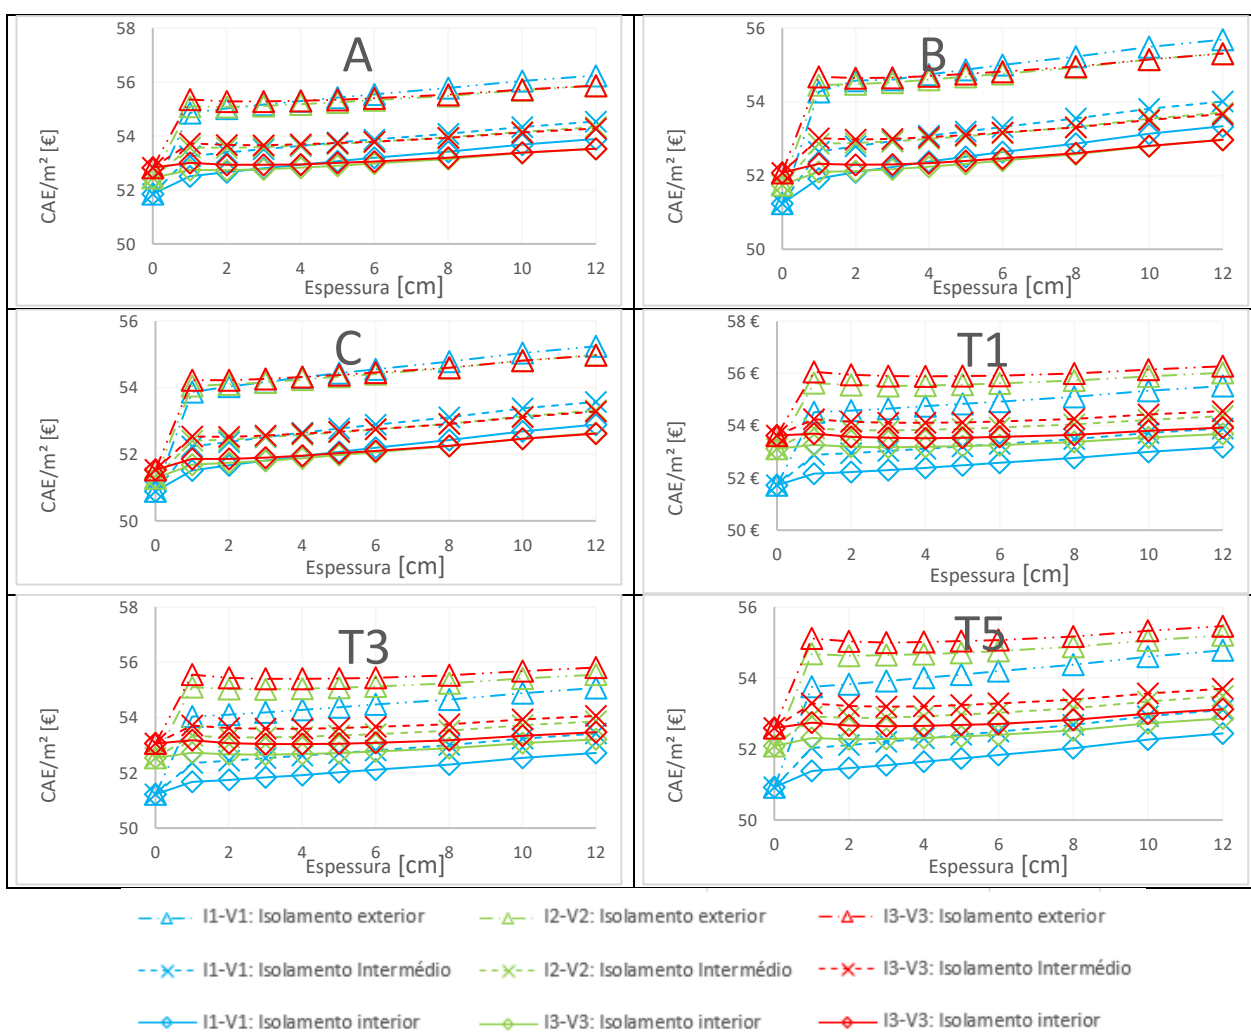 A
58
56
54
52
50
CAE/m² [€]
0 2 4 6 8 10 12
Espessura [cm]
B
56
54
52
50
CAE/m² [€]
0 2 4 6 8 10 12
Espessura [cm]
C
56
54
52
50
CAE/m² [€]
0 2 4 6 8 10 12
Espessura [cm]
T1
58 €
56 €
54 €
52 €
50 €
CAE/m² [€]
0 2 4 6 8 10 12
Espessura [cm]
T3
58
56
54
52
50
CAE/m² [€]
0 2 4 6 8 10 12
Espessura [cm]
T5
56
54
52
50
CAE/m² [€]
0 2 4 6 8 10 12
Espessura [cm]
I1-V1: Isolamento exterior I2-V2: Isolamento exterior I3-V3: Isolamento exterior
I1-V1: Isolamento Intermédio I2-V2: Isolamento Intermédio I3-V3: Isolamento Intermédio
I1-V1: Isolamento interior I3-V3: Isolamento interior I3-V3: Isolamento interior